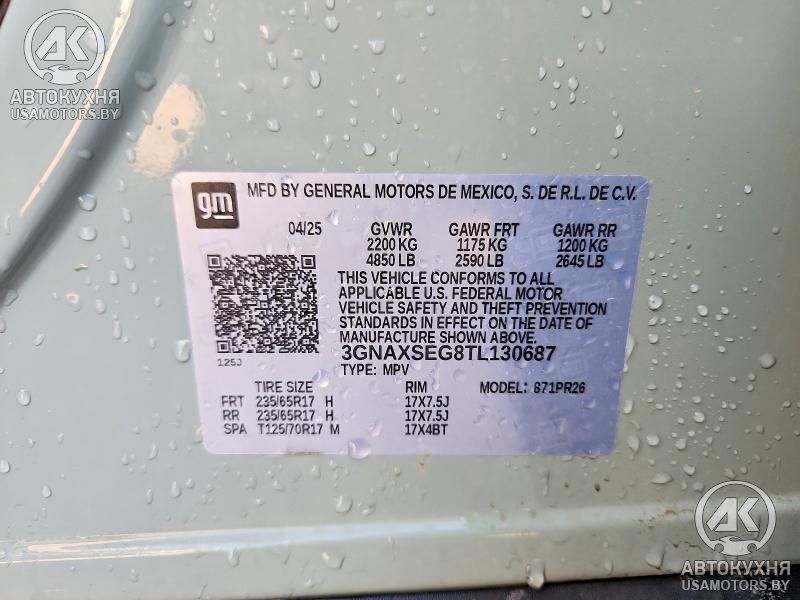 AK
АВТОКУХНЯ
USAMOTORS.BY
gm
MFD BY GENERAL MOTORS DE MEXICO, S. DE R.L. DE C.V.
04/25 GVWR GAWR FRT GAWR RR
2200 KG 1175 KG 1200 KG
4850 LB 2590 LB 2645 LB
THIS VEHICLE CONFORMS TO ALL
APPLICABLE U.S. FEDERAL MOTOR
VEHICLE SAFETY AND THEFT PREVENTION
STANDARDS IN EFFECT ON THE DATE OF
MANUFACTURE SHOWN ABOVE.
125J
3GNAXSEG8TL130687
TYPE: MPV
TIRE SIZE RIM MODEL: 871PR26
FRT 235/65R17 H 17X7.5J
RR 235/65R17 H 17X7.5J
SPA T125/70R17 M 17X4BT
AK
АВТОКУХНЯ
USAMOTORS.BY